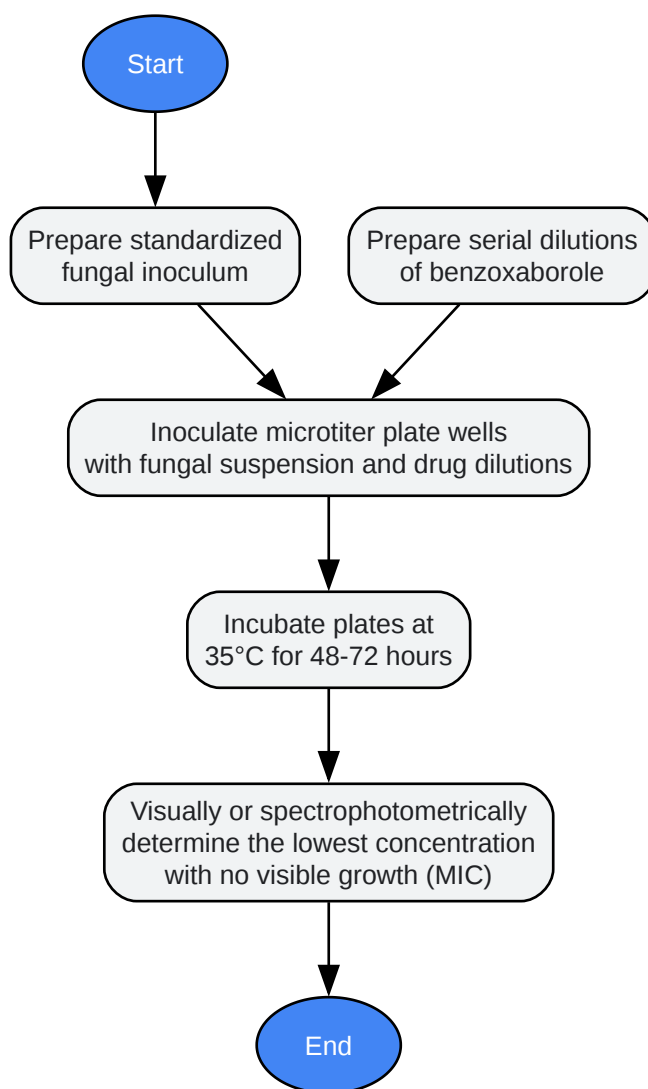 Start
Prepare standardized
fungal inoculum
Prepare serial dilutions
of benzoxaborole
Inoculate microtiter plate wells
with fungal suspension and drug dilutions
Incubate plates at
35°C for 48-72 hours
Visually or spectrophotometrically
determine the lowest concentration
with no visible growth (MIC)
End